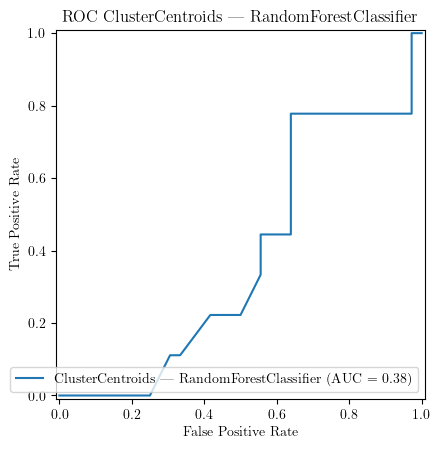 ROC ClusterCentroids — RandomForestClassifier
1.0
0.8
0.6
0.4
0.2
0.0
True Positive Rate
ClusterCentroids — RandomForestClassifier (AUC = 0.38)
0.0 0.2 0.4 0.6 0.8 1.0
False Positive Rate